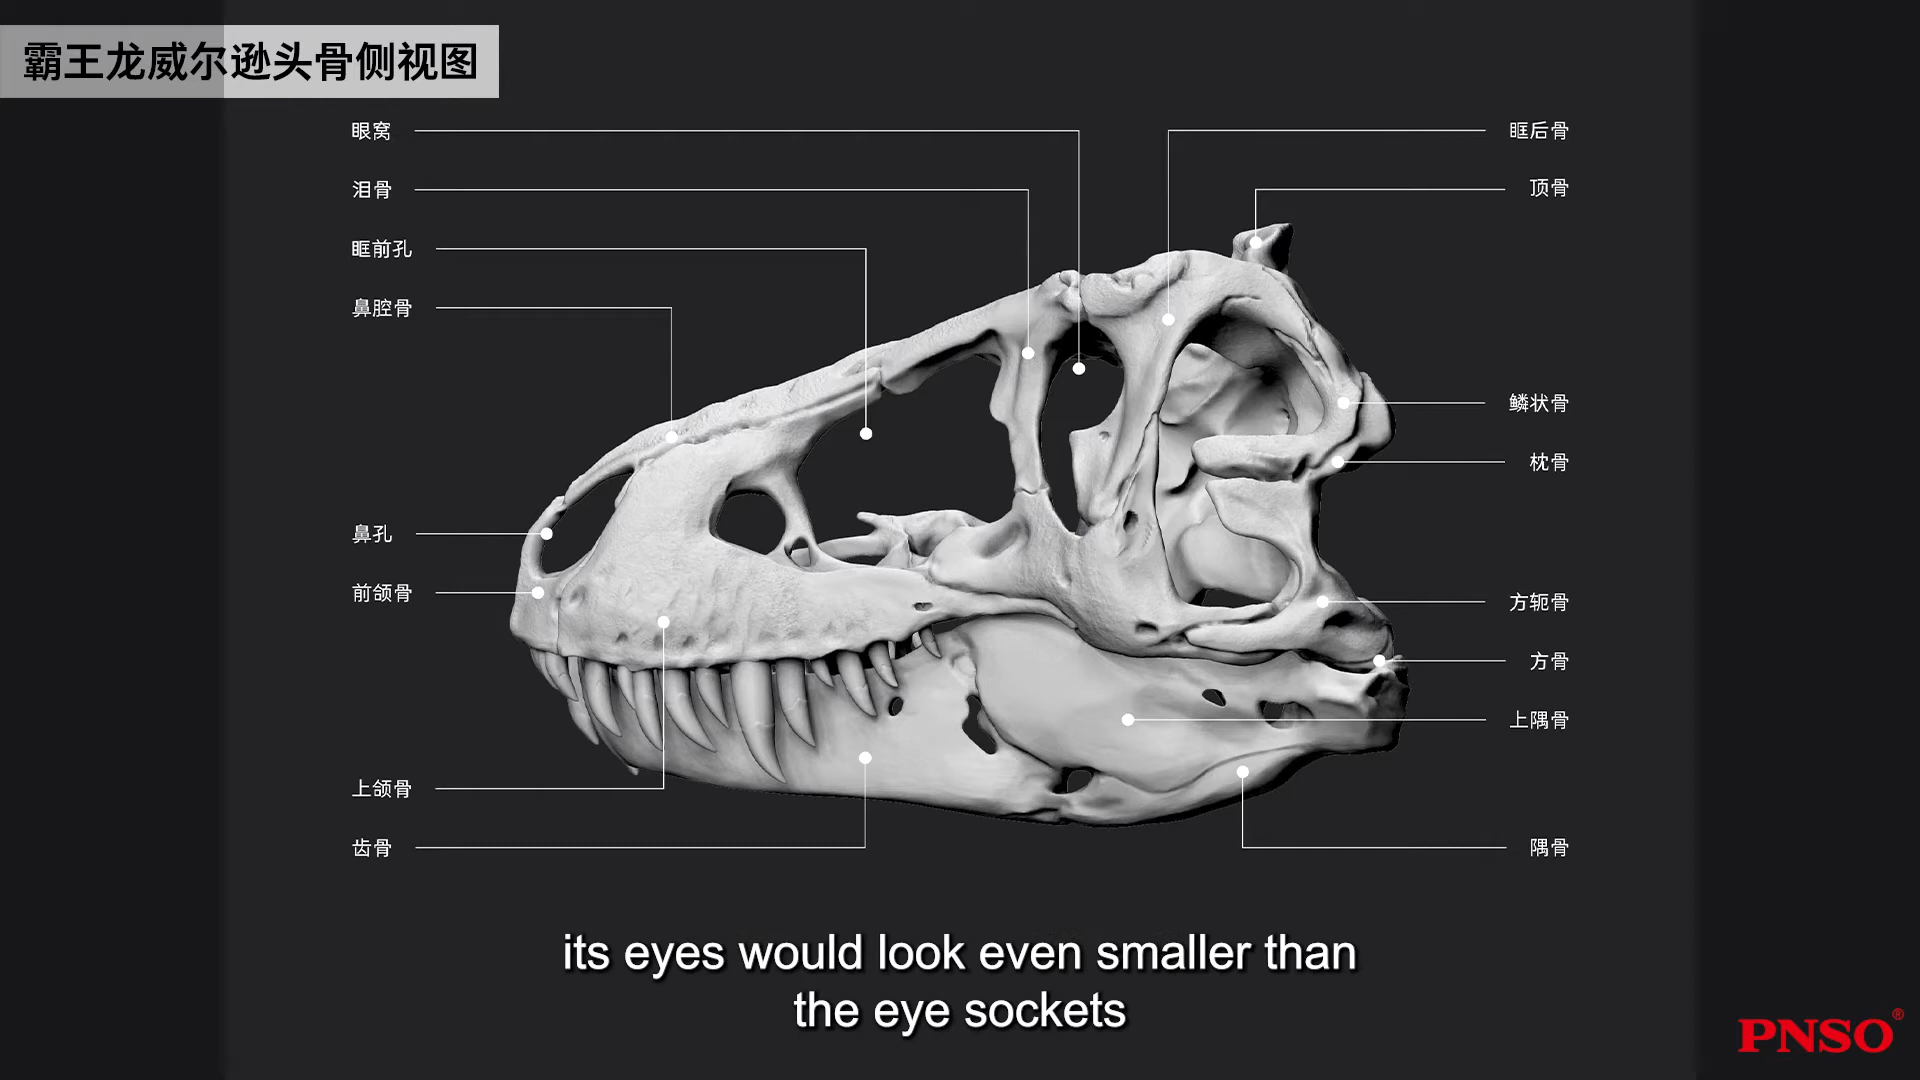 霸王龙威尔逊头骨侧视图
眼窝
泪骨
眶前孔
鼻腔骨
鼻孔
前颌骨
上颌骨
齿骨
眶后骨
顶骨
鳞状骨
枕骨
方轭骨
方骨
上隅骨
隅骨
its eyes would look even smaller than
the eye sockets
PNSO®